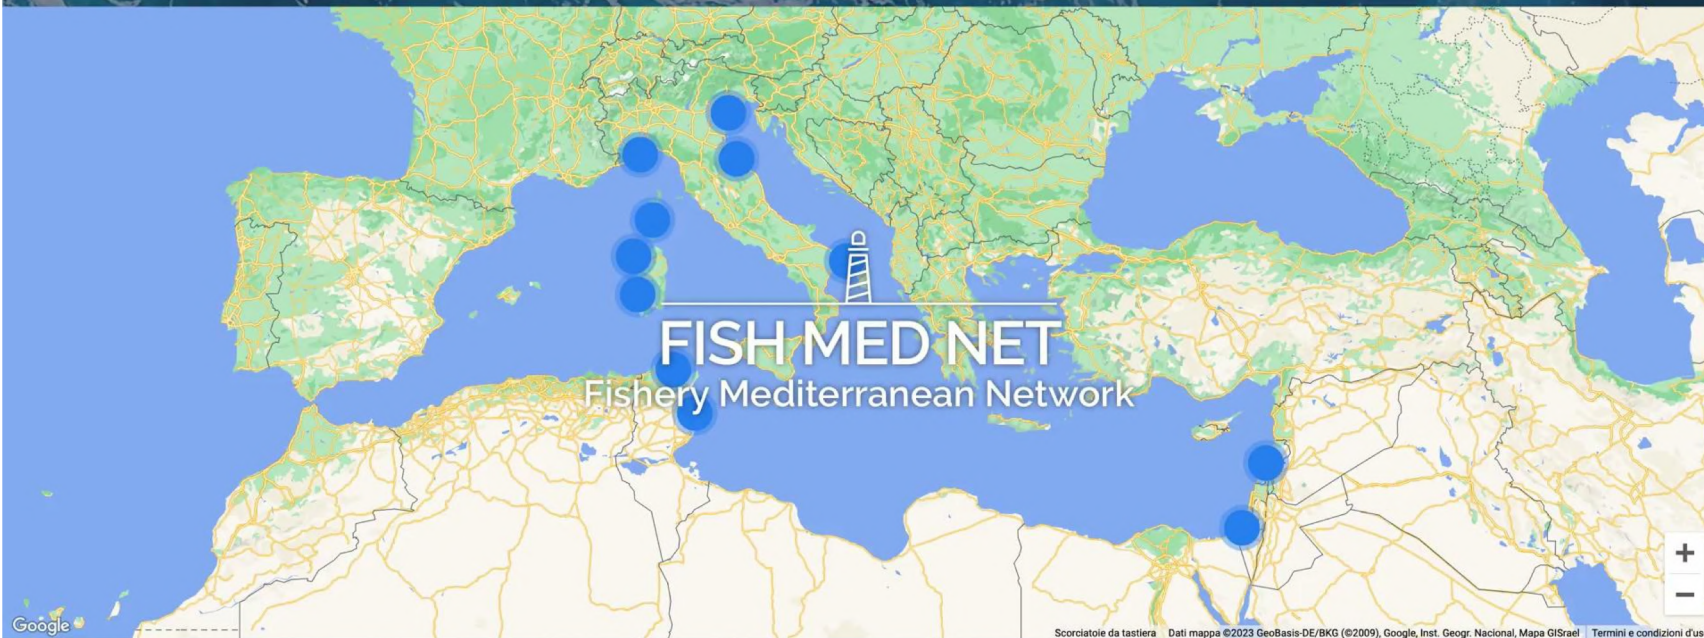 FISH MED NET
Fishery Mediterranean Network
Google
Scorciatoie da tastiera Dati mappa ©2023 GeoBasis-DE/BKG (©2009), Google, Inst. Geogr. Nacional, Mapa GISrael Termini e condizioni d'us